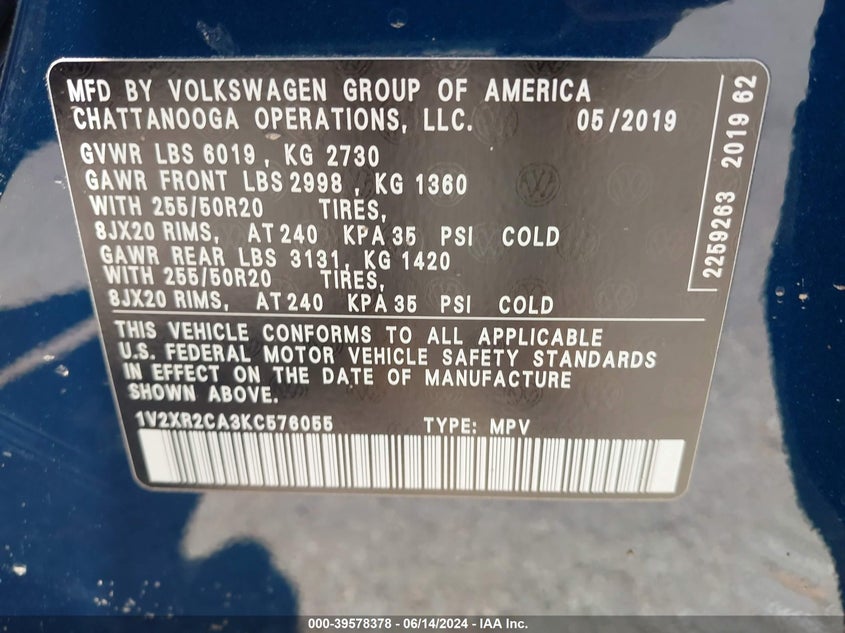 MFD BY VOLKSWAGEN GROUP OF AMERICA
CHATTANOOGA OPERATIONS, LLC. 05/2019
GVWR LBS 6019, KG 2730
GAWR FRONT LBS 2998, KG 1360
WITH 255/50R20 TIRES,
8JX20 RIMS, AT 240 KPA 35 PSI COLD
GAWR REAR LBS 3131, KG 1420
WITH 255/50R20 TIRES,
8JX20 RIMS, AT 240 KPA 35 PSI COLD
THIS VEHICLE CONFORMS TO ALL APPLICABLE
U.S. FEDERAL MOTOR VEHICLE SAFETY STANDARDS
IN EFFECT ON THE DATE OF MANUFACTURE
SHOWN ABOVE.
1V2XR2CA3KC576055 TYPE: MPV
2259263 2019 62
000-39578378 - 06/14/2024 - IAA Inc.